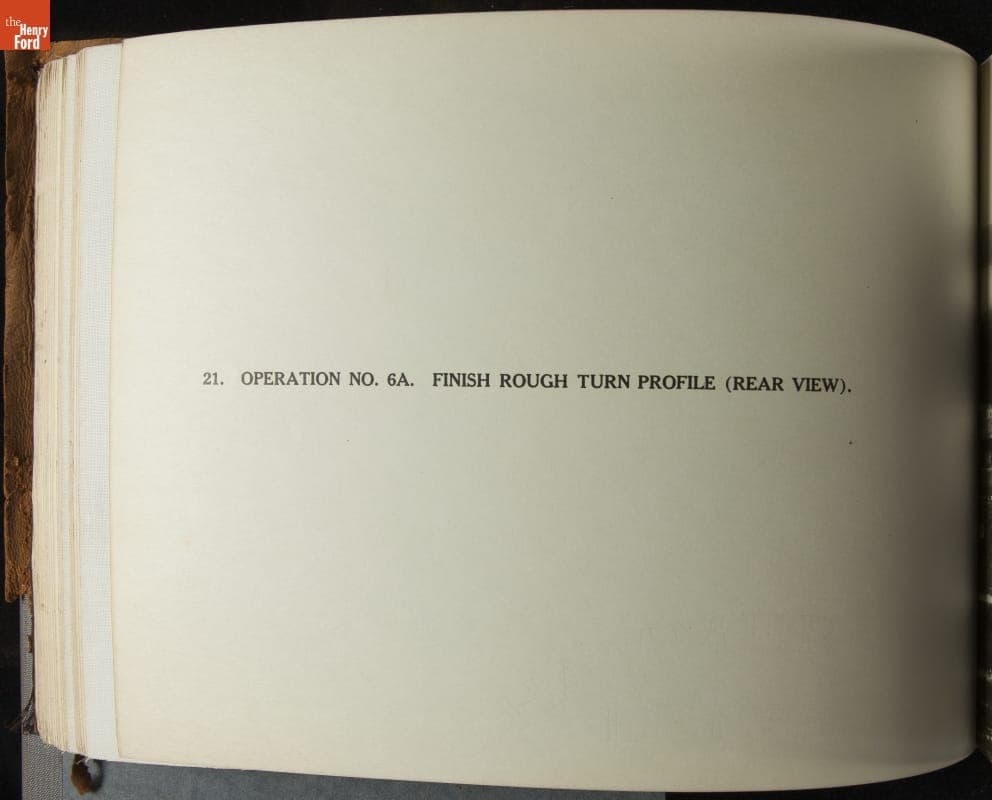 the
Henry
Ford
21. OPERATION NO. 6A. FINISH ROUGH TURN PROFILE (REAR VIEW).